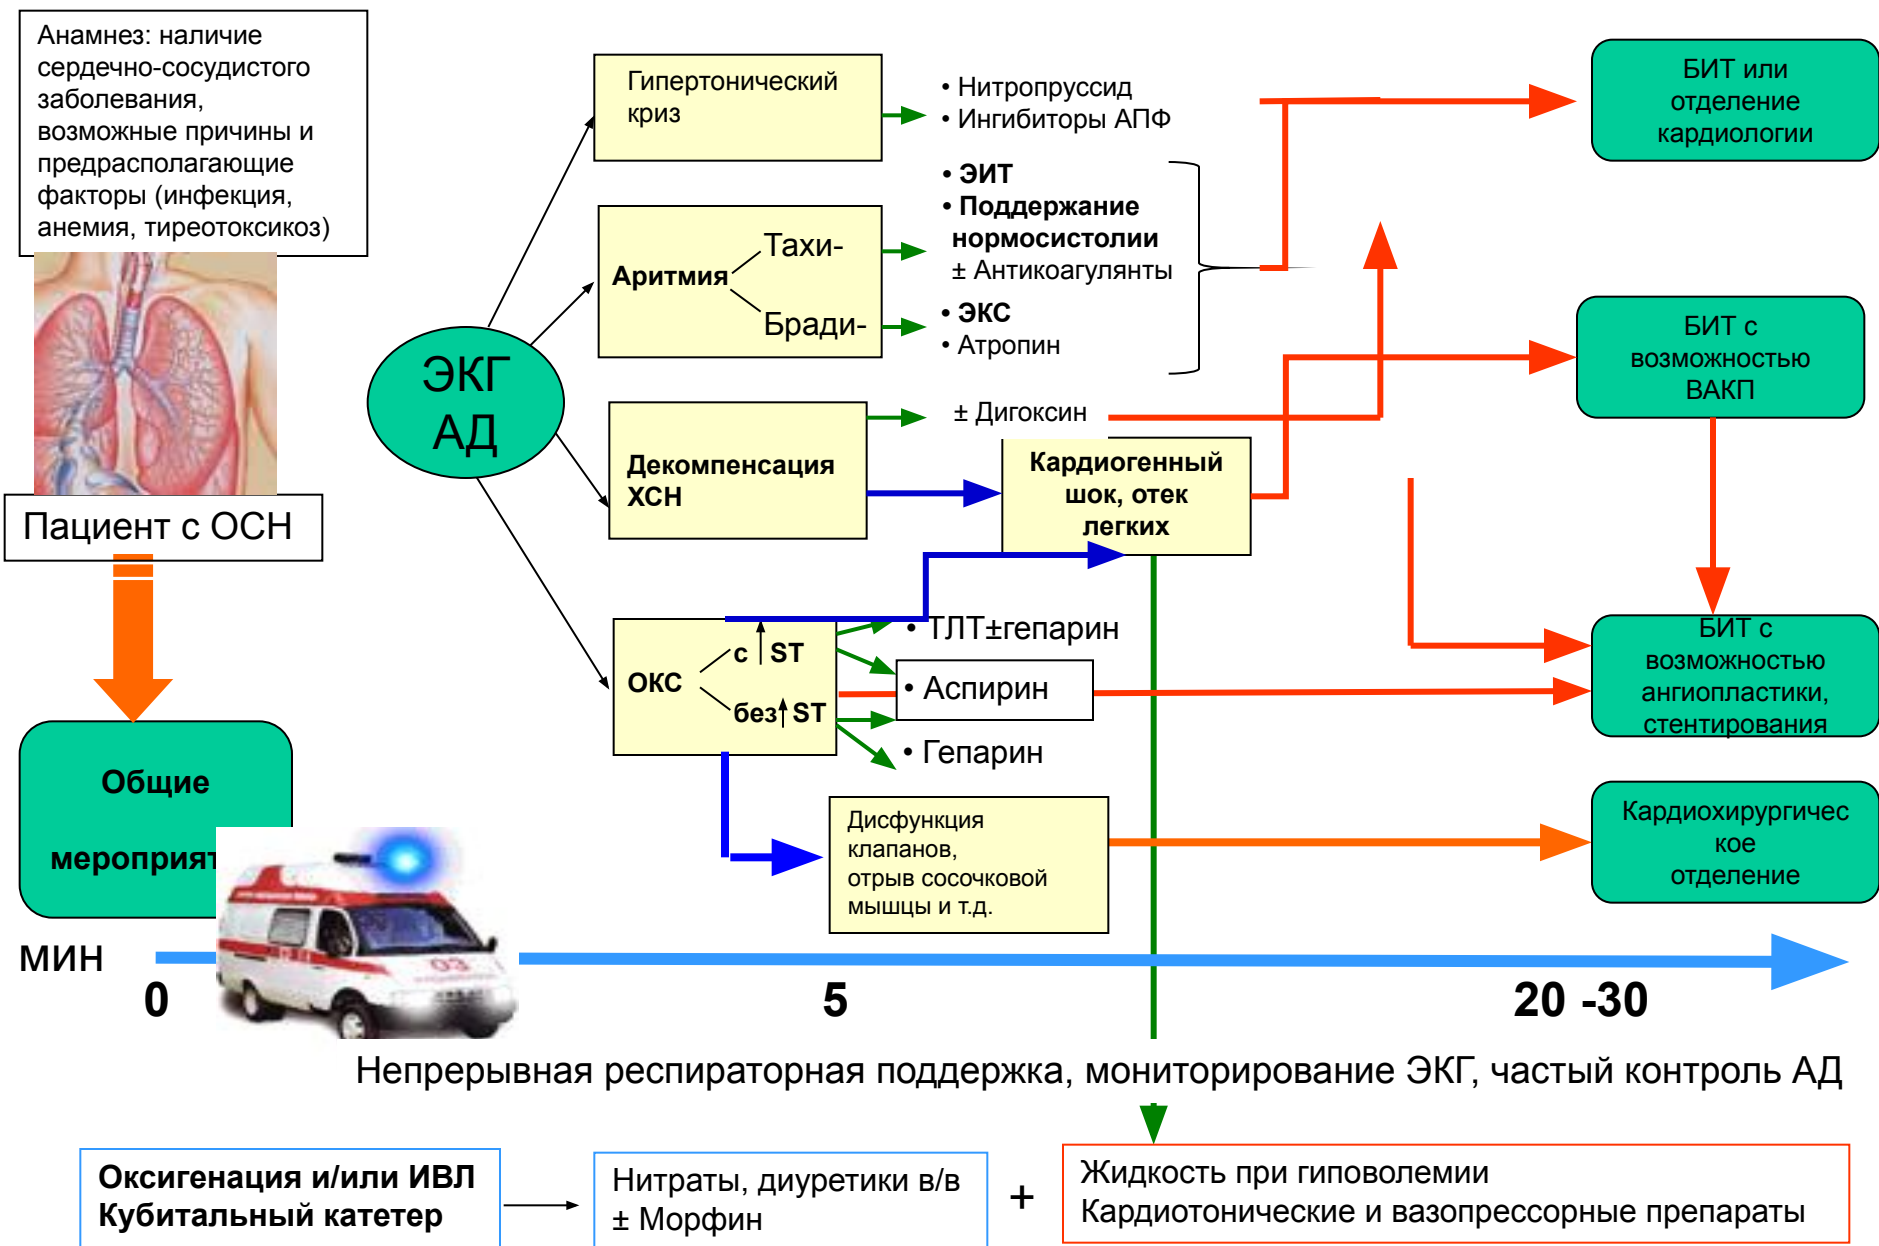 Анамнез: наличие
сердечно-сосудистого
заболевания,
возможные причины и
предрасполагающие
факторы (инфекция,
анемия, тиреотоксикоз)
Пациент с ОСН
Общие
мероприят
ЭКГ
АД
Гипертонический
криз
• Нитропруссид
• Ингибиторы АПФ
Аритмия
Тахи-
Бради-
• ЭИТ
• Поддержание
нормосистолии
± Антикоагулянты
• ЭКС
• Атропин
Декомпенсация
ХСН
± Дигоксин
Кардиогенный
шок, отек
легких
ОКС
с ST
без ST
• ТЛТ±гепарин
• Аспирин
• Гепарин
Дисфункция
клапанов,
отрыв сосочковой
мышцы и т.д.
БИТ или
отделение
кардиологии
БИТ с
возможностью
ВАКП
БИТ с
возможностью
ангиопластики,
стентирования
Кардиохирургичес
кое
отделение
мин
0
03
5
20 -30
Непрерывная респираторная поддержка, мониторирование ЭКГ, частый контроль АД
Оксигенация и/или ИВЛ
Кубитальный катетер
Нитраты, диуретики в/в
± Морфин
+
Жидкость при гиповолемии
Кардиотонические и вазопрессорные препараты